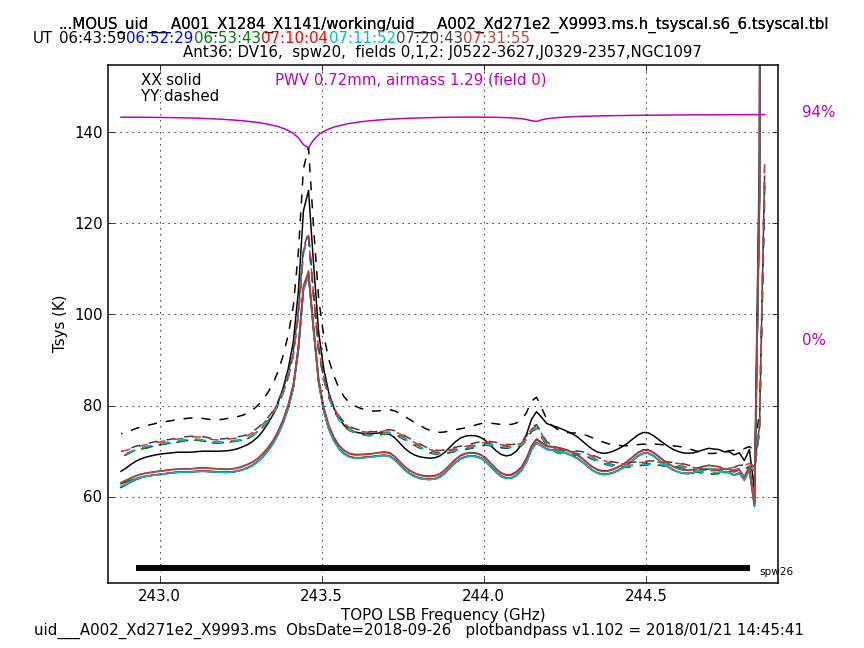 ...MOUS_uid___A001_X1284_X1141/working/uid___A002_Xd271e2_X9993.ms.h_tsyscal.s6_6.tsyscal.tbl
UT 06:43:59 06:52:29 06:53:43 07:10:04 07:11:52 07:20:43 07:31:55
Ant36: DV16, spw20, fields 0,1,2: J0522-3627,J0329-2357,NGC1097
XX solid
PWV 0.72mm, airmass 1.29 (field 0)
YY dashed
94%
0%
140
120
100
80
60
Tsys (K)
spw26
243.0 243.5 244.0 244.5
TOPO LSB Frequency (GHz)
uid___A002_Xd271e2_X9993.ms ObsDate=2018-09-26 plotbandpass v1.102 = 2018/01/21 14:45:41